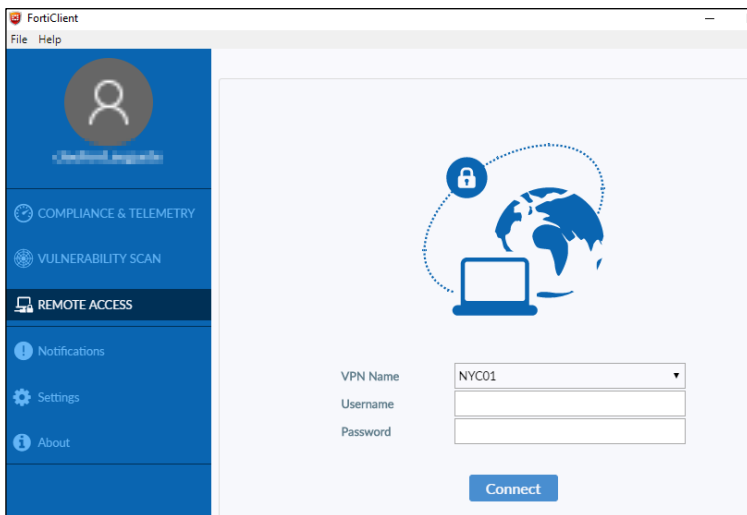 FortiClient
File Help
COMPLIANCE & TELEMETRY
VULNERABILITY SCAN
REMOTE ACCESS
Notifications
Settings
About
VPN Name NYC01
Username
Password
Connect